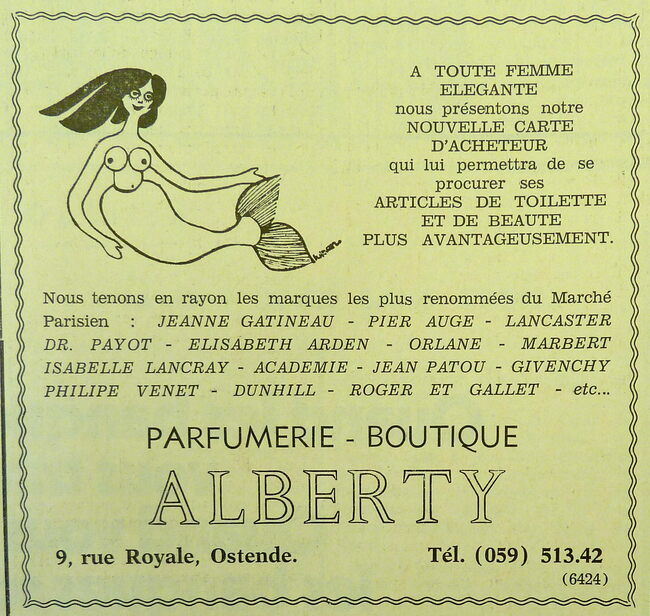 A TOUTE FEMME
ELEGANTE
nous présentons notre
NOUVELLE CARTE
D'ACHETEUR
qui lui permettra de se
procurer ses
ARTICLES DE TOILETTE
ET DE BEAUTE
PLUS AVANTAGEUSEMENT.
Nous tenons en rayon les marques les plus renommées du Marché
Parisien : JEANNE GATINEAU - PIER AUGE - LANCASTER
DR. PAYOT - ELISABETH ARDEN - ORLANE - MARBERT
ISABELLE LANCRAY - ACADEMIE - JEAN PATOU - GIVENCHY
PHILIPE VENET - DUNHILL - ROGER ET GALLET - etc...
PARFUMERIE - BOUTIQUE
ALBERTY
9, rue Royale, Ostende. Tél. (059) 513.42
(6424)